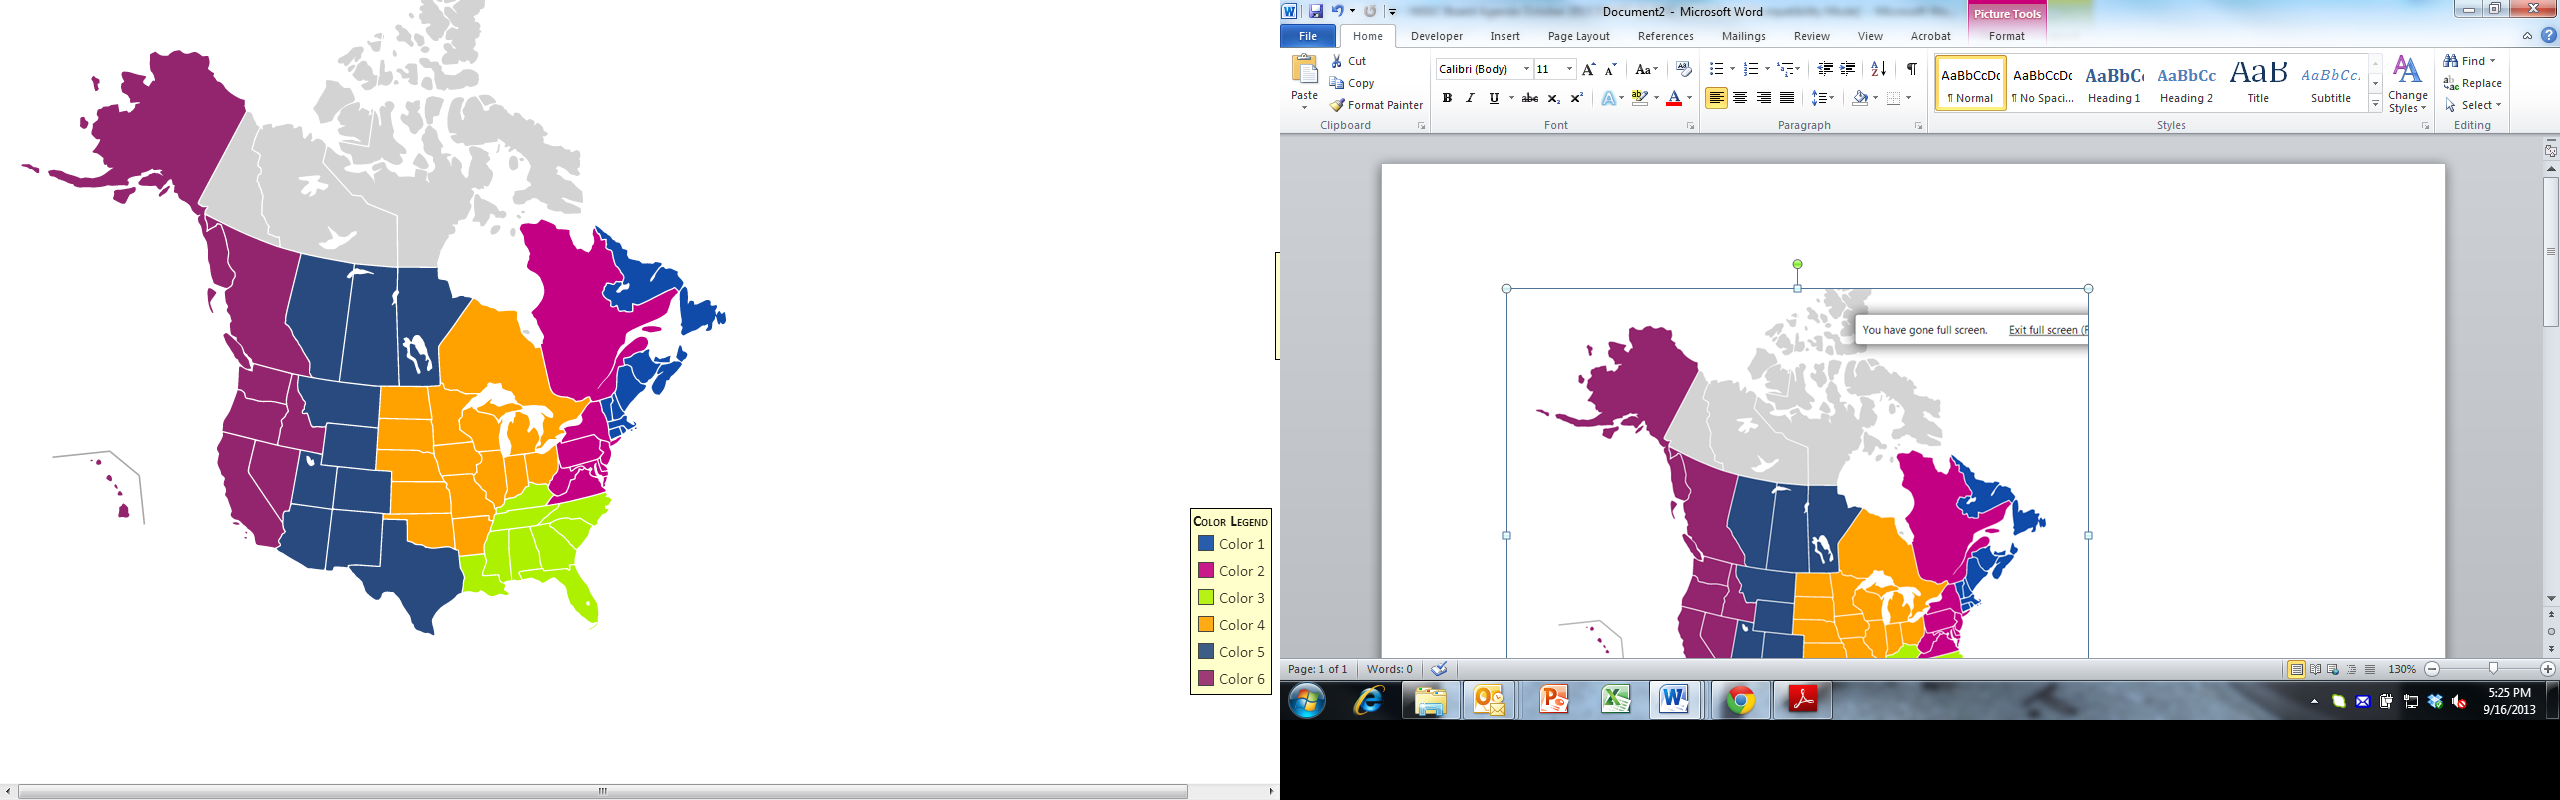 Color Legend
Color 1
Color 2
Color 3
Color 4
Color 5
Color 6
Document2 - Microsoft Word
Picture Tools
File Home Developer Insert Page Layout References Mailings Review View Acrobat Format
Paste
Cut
Copy
Format Painter
Clipboard
Calibri (Body) 11
Font
Paragraph
AaBbCcDc AaBbCcDc AaBbC AaBbCc AaB AaBbCc.
¶ Normal ¶ No Spaci... Heading 1 Heading 2 Title Subtitle
Change
Styles
Styles
Find
Replace
Select
Editing
You have gone full screen. Exit full screen (F
Page: 1 of 1 Words: 0 130%
5:25 PM
9/16/2013